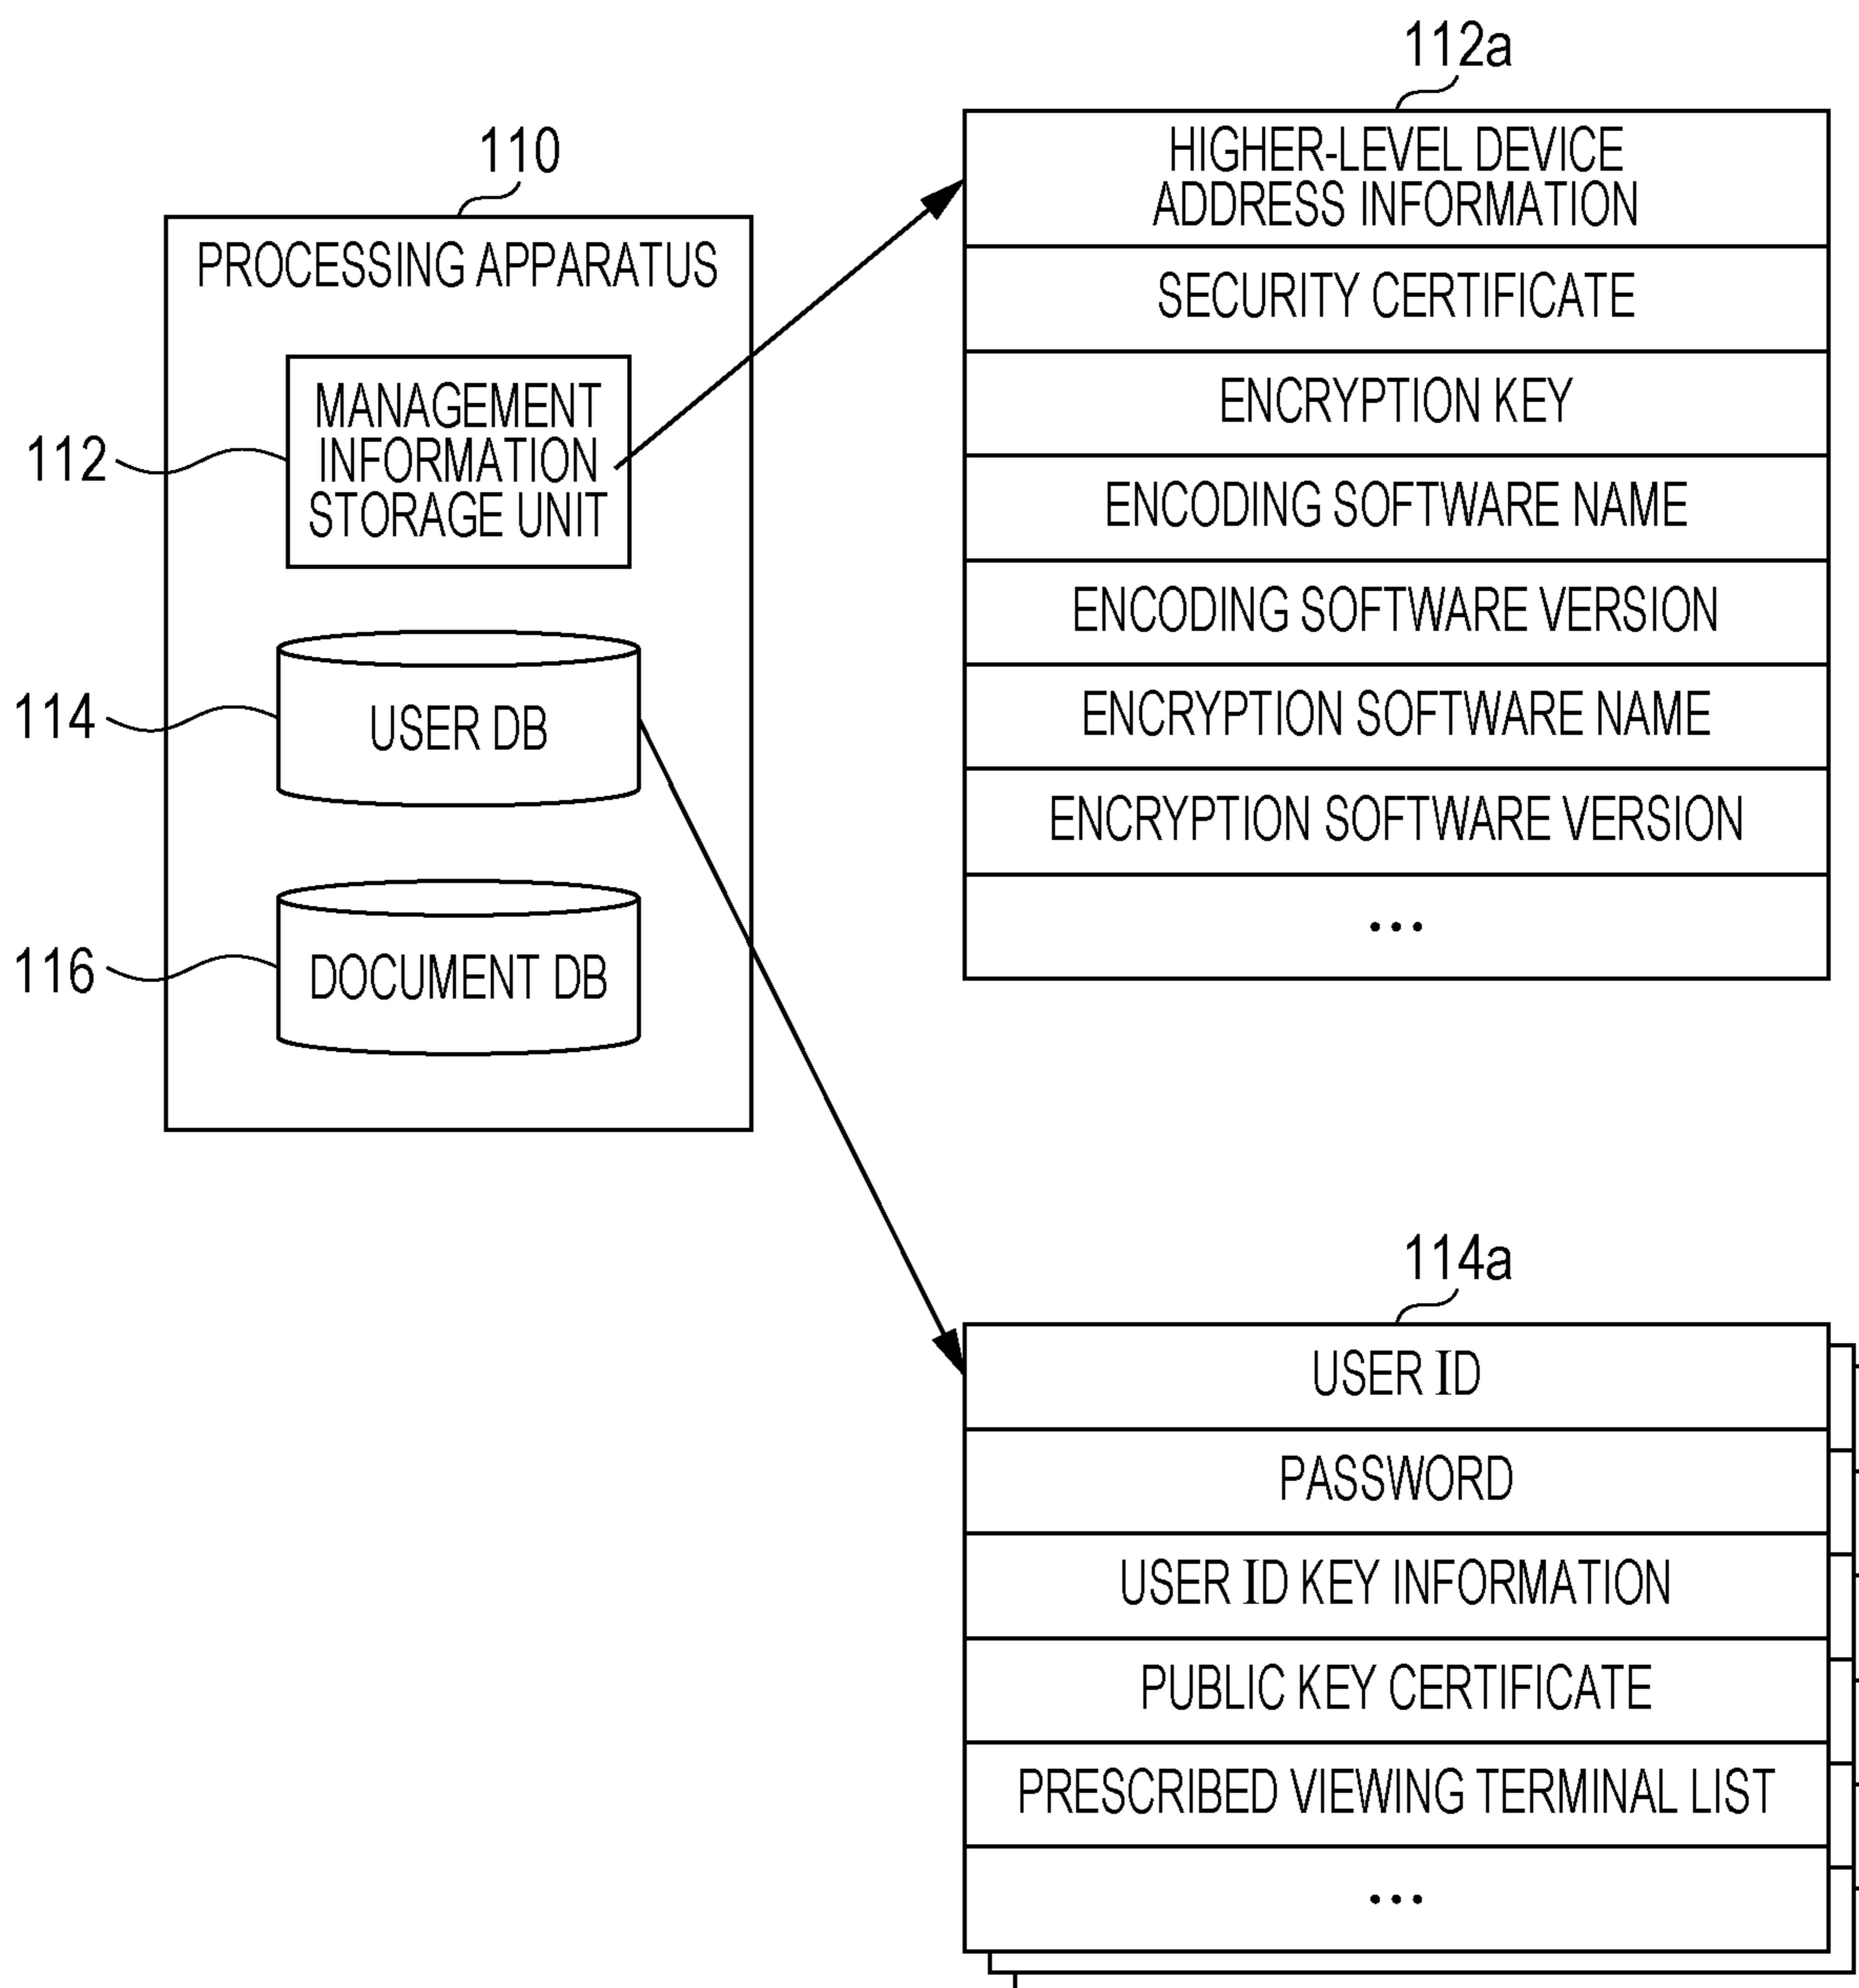 110
PROCESSING APPARATUS
112
MANAGEMENT
INFORMATION
STORAGE UNIT
114
USER DB
116
DOCUMENT DB
112a
HIGHER-LEVEL DEVICE
ADDRESS INFORMATION
SECURITY CERTIFICATE
ENCRYPTION KEY
ENCODING SOFTWARE NAME
ENCODING SOFTWARE VERSION
ENCRYPTION SOFTWARE NAME
ENCRYPTION SOFTWARE VERSION
...
114a
USER ID
PASSWORD
USER ID KEY INFORMATION
PUBLIC KEY CERTIFICATE
PRESCRIBED VIEWING TERMINAL LIST
...